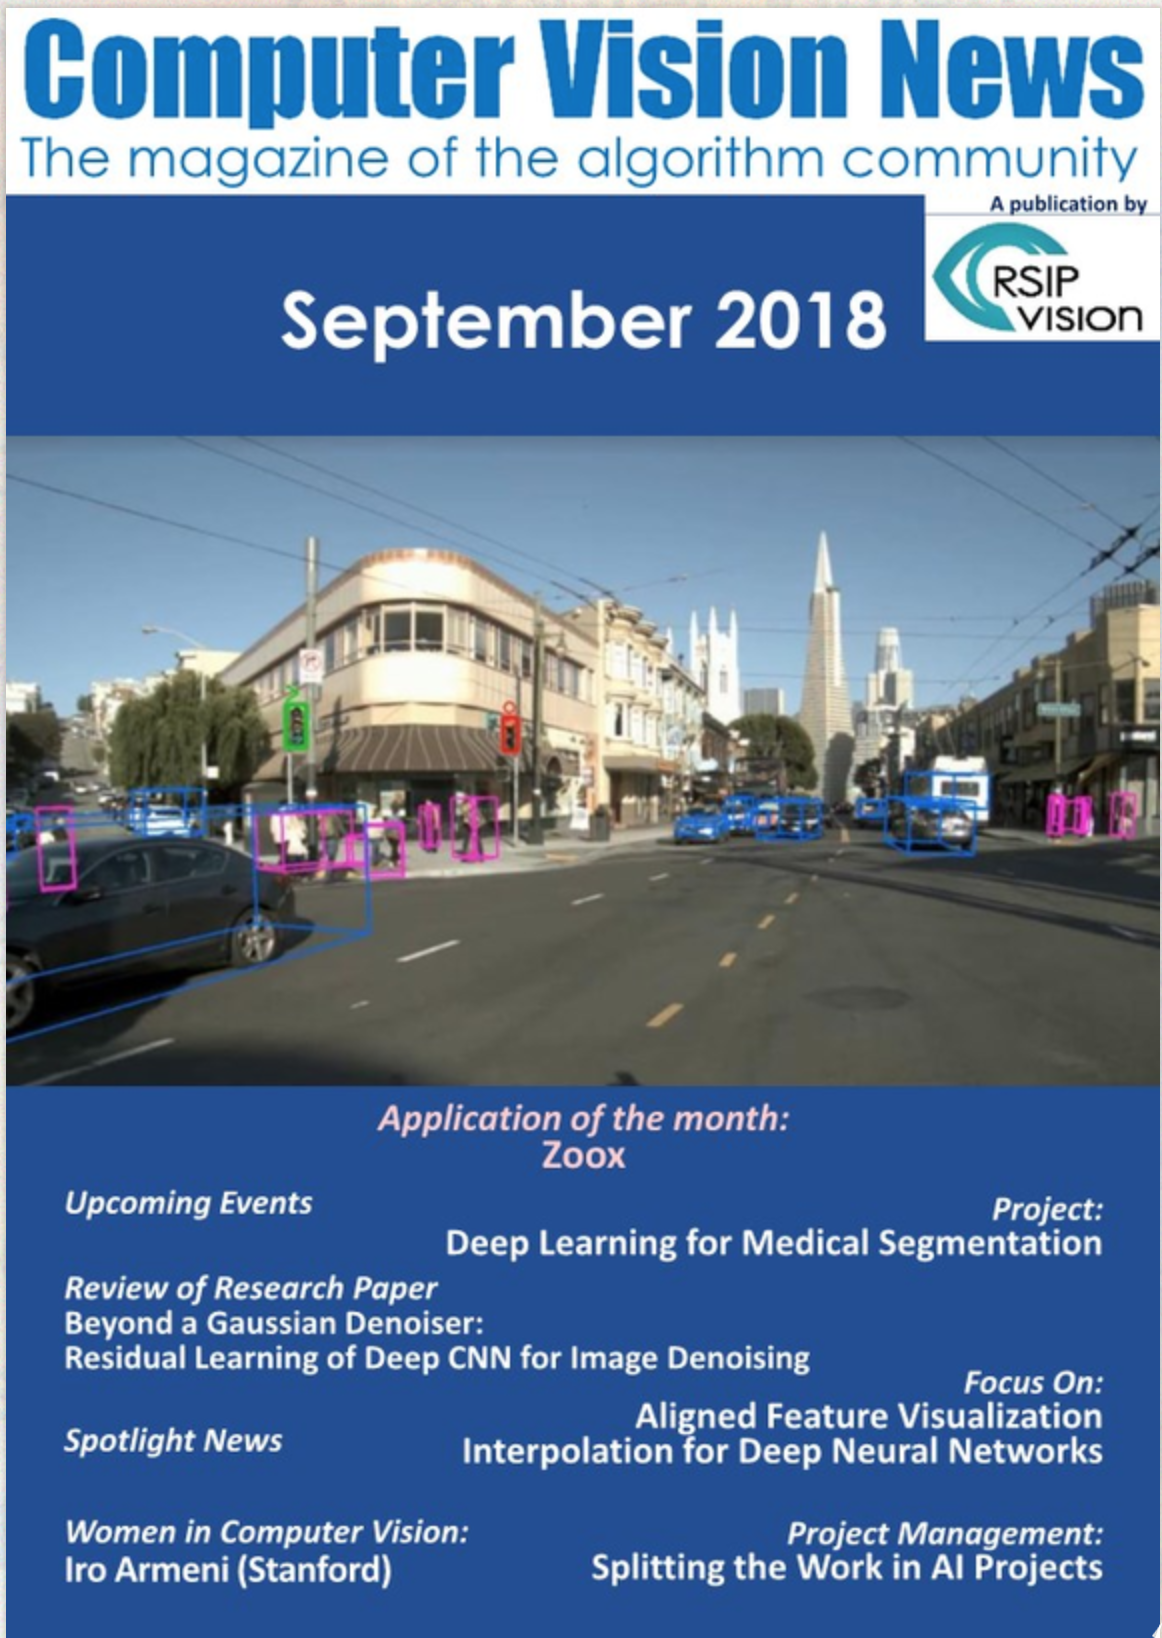 Computer Vision News
The magazine of the algorithm community
A publication by
RSIP
VISION
September 2018
Application of the month:
Zoox
Upcoming Events
Project:
Deep Learning for Medical Segmentation
Review of Research Paper
Beyond a Gaussian Denoiser:
Residual Learning of Deep CNN for Image Denoising
Focus On:
Aligned Feature Visualization
Interpolation for Deep Neural Networks
Spotlight News
Women in Computer Vision:
Iro Armeni (Stanford)
Project Management:
Splitting the Work in AI Projects